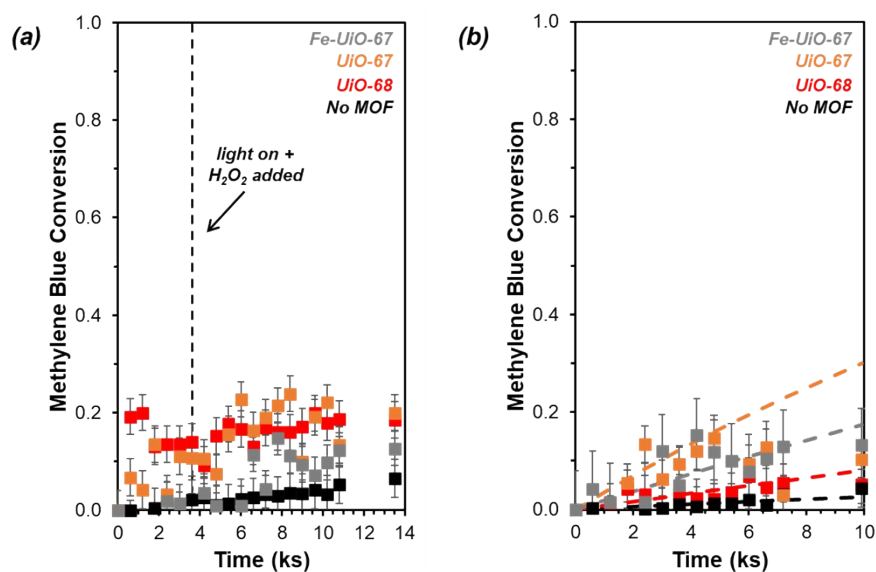 (a)
Fe-UiO-67
UiO-67
UiO-68
No MOF
light on +
H₂O₂ added
Methylene Blue Conversion
1.0
0.8
0.6
0.4
0.2
0.0
0 2 4 6 8 10 12 14
Time (ks)
(b)
Fe-UiO-67
UiO-67
UiO-68
No MOF
Methylene Blue Conversion
1.0
0.8
0.6
0.4
0.2
0.0
0 2 4 6 8 10
Time (ks)